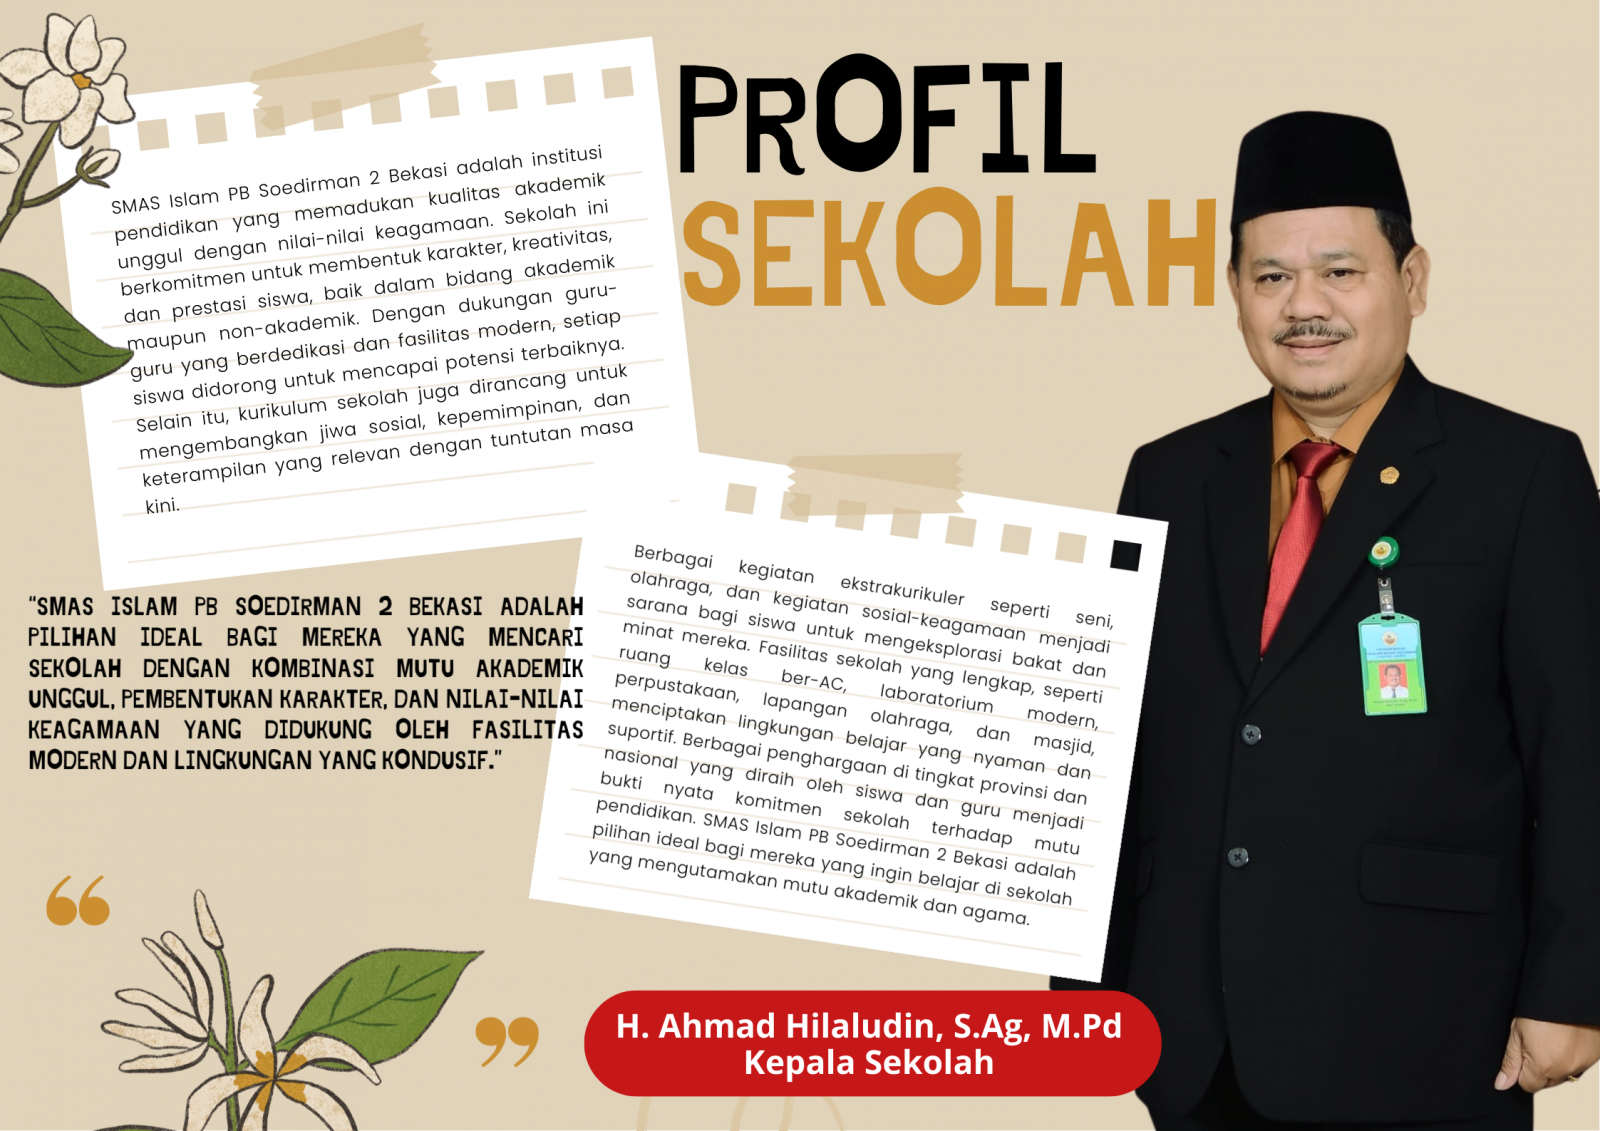 PROFIL
SEKOLAH
SMAS Islam PB Soedirman 2 Bekasi adalah institusi
pendidikan yang memadukan kualitas akademik
unggul dengan nilai-nilai keagamaan. Sekolah ini
berkomitmen untuk membentuk karakter, kreativitas,
dan prestasi siswa, baik dalam bidang akademik
maupun non-akademik. Dengan dukungan guru-
guru yang berdedikasi dan fasilitas modern, setiap
siswa didorong untuk mencapai potensi terbaiknya.
Selain itu, kurikulum sekolah juga dirancang untuk
mengembangkan jiwa sosial, kepemimpinan, dan
keterampilan yang relevan dengan tuntutan masa
kini.
"SMAS ISLAM PB SOEDIRMAN 2 BEKASI ADALAH
PILIHAN IDEAL BAGI MEREKA YANG MENCARI
SEKOLAH DENGAN KOMBINASI MUTU AKADEMIK
UNGGUL, PEMBENTUKAN KARAKTER, DAN NILAI-NILAI
KEAGAMAAN YANG DIDUKUNG OLEH FASILITAS
MODERN DAN LINGKUNGAN YANG KONDUSIF."
Berbagai kegiatan ekstrakurikuler seperti seni,
olahraga, dan kegiatan sosial-keagamaan menjadi
sarana bagi siswa untuk mengeksplorasi bakat dan
minat mereka. Fasilitas sekolah yang lengkap, seperti
ruang kelas ber-AC, laboratorium modern,
perpustakaan, lapangan olahraga, dan masjid,
menciptakan lingkungan belajar yang nyaman dan
suportif. Berbagai penghargaan di tingkat provinsi dan
nasional yang diraih oleh siswa dan guru menjadi
bukti nyata komitmen sekolah terhadap mutu
pendidikan. SMAS Islam PB Soedirman 2 Bekasi adalah
pilihan ideal bagi mereka yang ingin belajar di sekolah
yang mengutamakan mutu akademik dan agama.
H. Ahmad Hilaludin, S.Ag, M.Pd
Kepala Sekolah